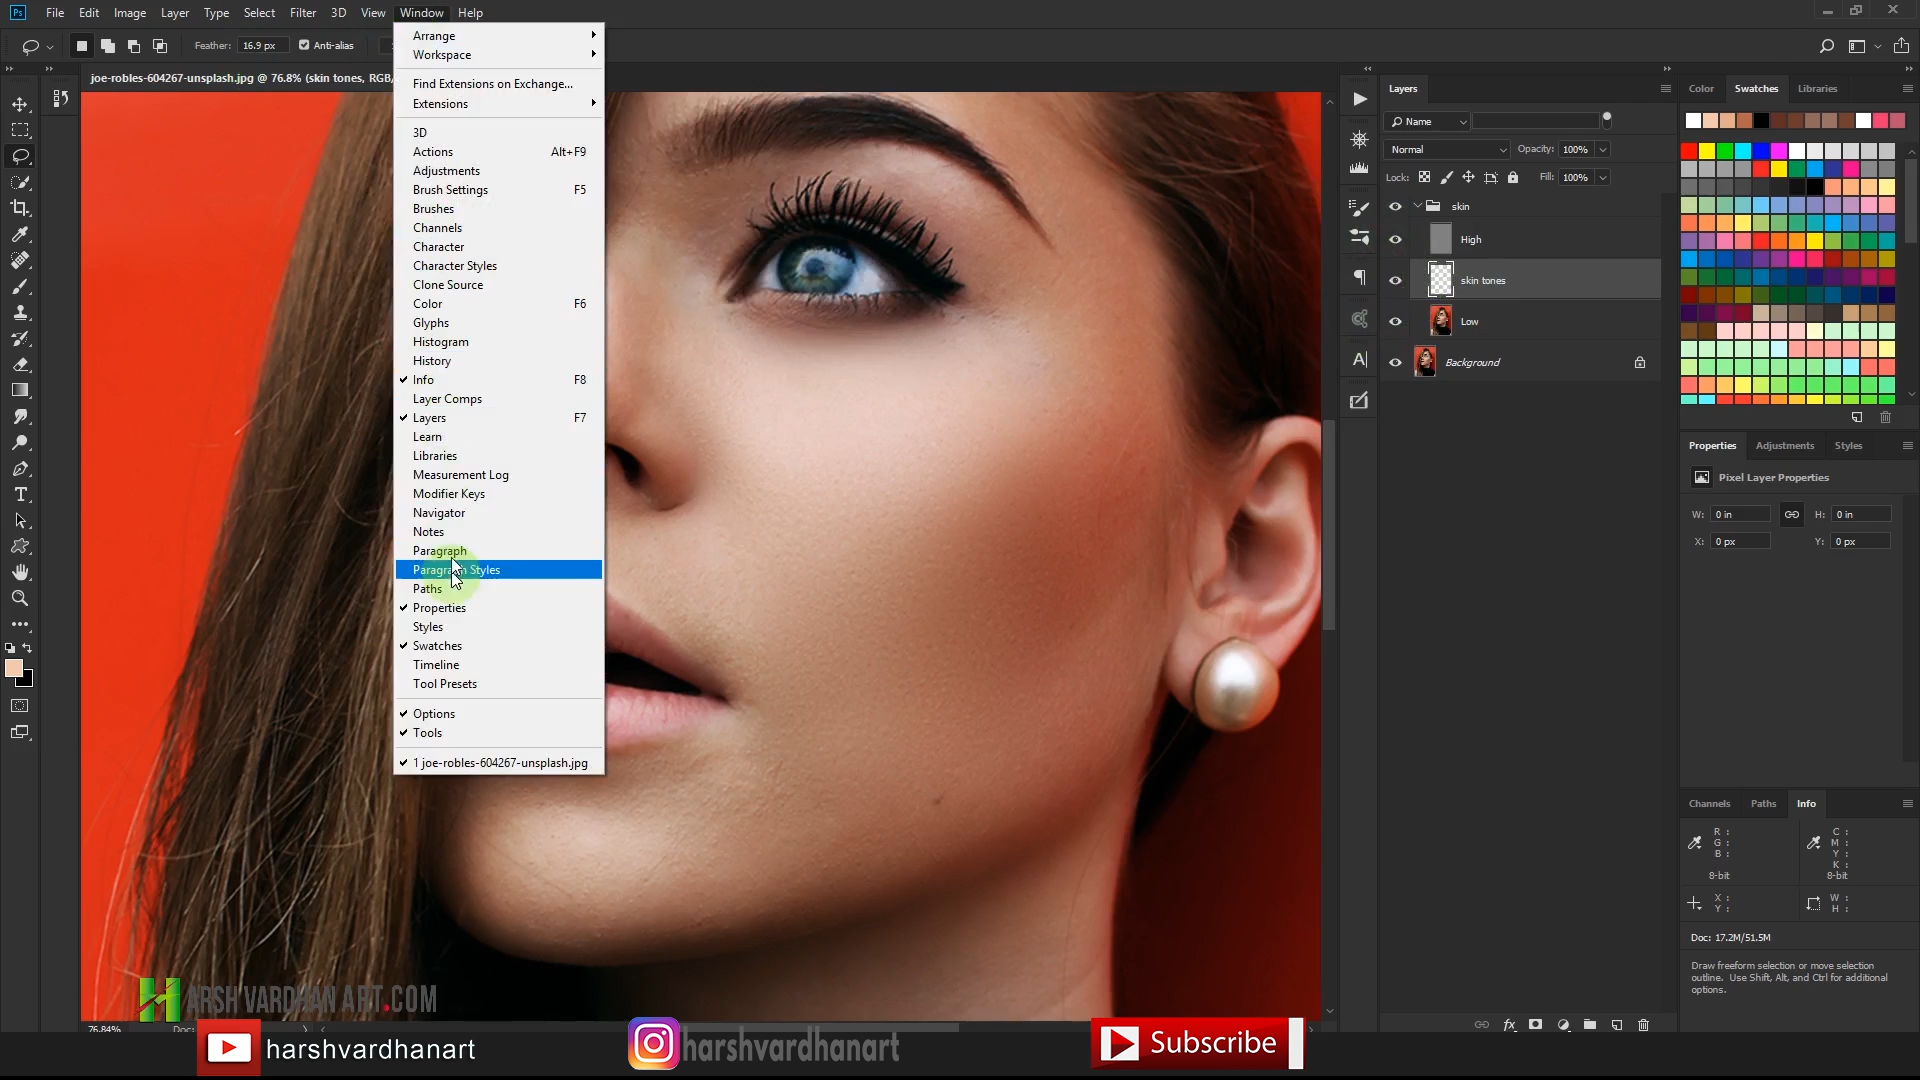 Ps File Edit Image Layer Type Select Filter 3D View Window Help
Feather: 16.9 px Anti-alias
joe-robles-604267-unsplash.jpg @ 76.8% (skin tones, RGB/
Arrange
Workspace
Find Extensions on Exchange...
Extensions
3D
Actions Alt+F9
Adjustments
Brush Settings F5
Brushes
Channels
Character
Character Styles
Clone Source
Color F6
Glyphs
Histogram
History
Info F8
Layer Comps
Layers F7
Learn
Libraries
Measurement Log
Modifier Keys
Navigator
Notes
Paragraph
Paragraph Styles
Paths
Properties
Styles
Swatches
Timeline
Tool Presets
Options
Tools
1 joe-robles-604267-unsplash.jpg
Layers
Name
Normal Opacity: 100%
Lock: Fill: 100%
skin
High
skin tones
Low
Background
Color Swatches Libraries
Properties Adjustments Styles
Pixel Layer Properties
W: 0 in H: 0 in
X: 0 px Y: 0 px
Channels Paths Info
R : C :
G : M :
B : Y :
K :
8-bit 8-bit
X : W :
Y : H :
Doc: 17.2M/51.5M
Draw freeform selection or move selection
outline. Use Shift, Alt, and Ctrl for additional
options.
HARSH VARDHAN ART.COM
76.84% Doc:
harshvardhanart
harshvardhanart
Subscribe